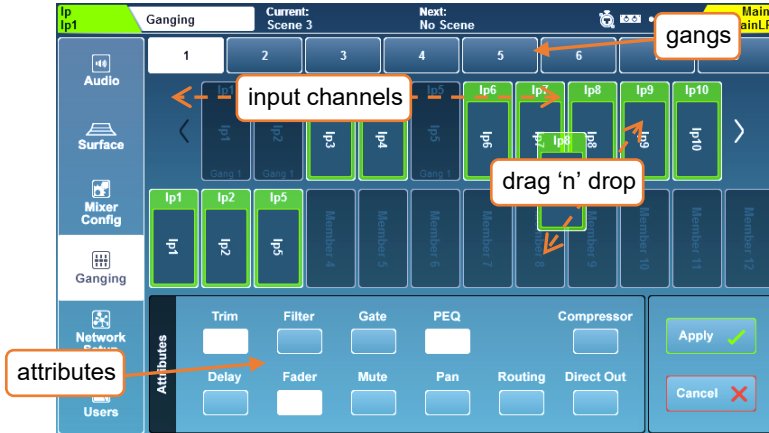 Ip
Ip1
Ganging
Current:
Scene 3
Next:
No Scene
Main
ainLR
gangs
Audio
Surface
Mixer
Config
Ganging
Network
Users
1 2 3 4 5 6
input channels
Ip1 Ip5 Ip6 Ip7 Ip8 Ip9 Ip10
Ip1 Ip2 Ip3 Ip4 Ip5 Ip6 Ip7 Ip8 Ip9 Ip10
Gang 1 Gang 1 Gang 1
Ip8
drag ‘n’ drop
Ip1 Ip2 Ip5
Ip1 Ip2 Ip5 Member 4 Member 5 Member 6 Member 7 Member 8 Member 9 Member 10 Member 11 Member 12
attributes
Attributes
Trim Filter Gate PEQ Compressor
Delay Fader Mute Pan Routing Direct Out
Apply
Cancel